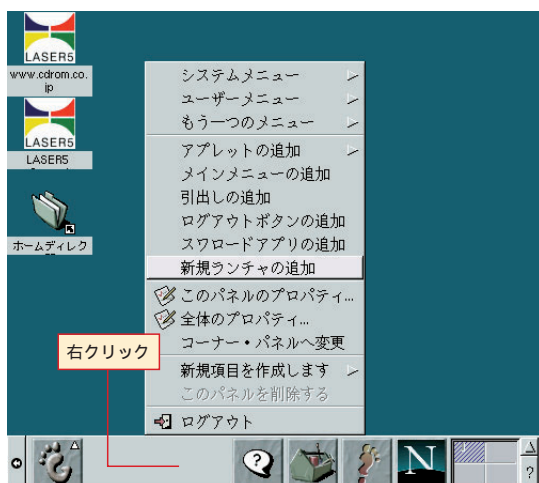 LASER5
www.cdrom.co.
ip
LASER5
LASER5
ホームディレク
システムメニュー
ユーザーメニュー
もう一つのメニュー
アプレットの追加
メインメニューの追加
引出しの追加
ログアウトボタンの追加
スワロードアプリの追加
新規ランチャの追加
このパネルのプロパティ...
全体のプロパティ...
コーナー・パネルへ変更
新規項目を作成します
このパネルを削除する
ログアウト
右クリック
?
N
?